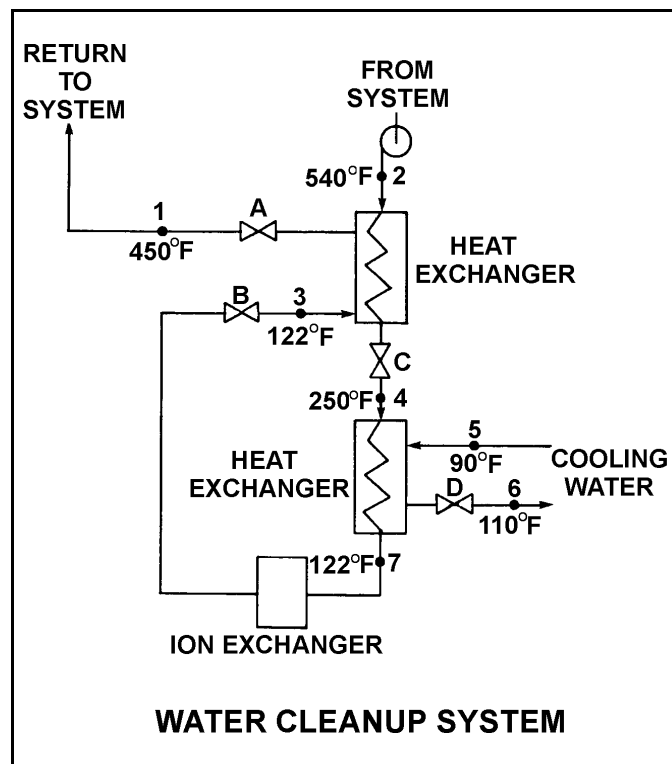 RETURN
TO
SYSTEM
FROM
SYSTEM
540°F
2
1
A
450°F
HEAT
EXCHANGER
B
3
122°F
C
250°F
4
5
HEAT
EXCHANGER
90°F
COOLING
WATER
D
6
110°F
122°F
7
ION EXCHANGER
WATER CLEANUP SYSTEM